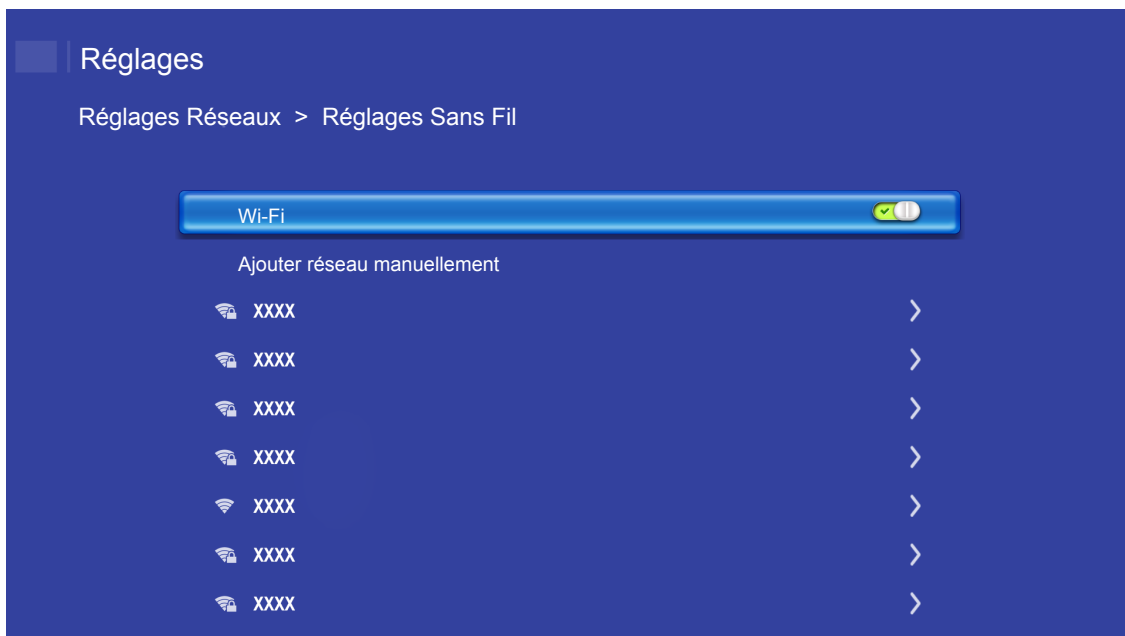 Réglages
Réglages Réseaux > Réglages Sans Fil
Wi-Fi
Ajouter réseau manuellement
XXXX
XXXX
XXXX
XXXX
XXXX
XXXX
XXXX